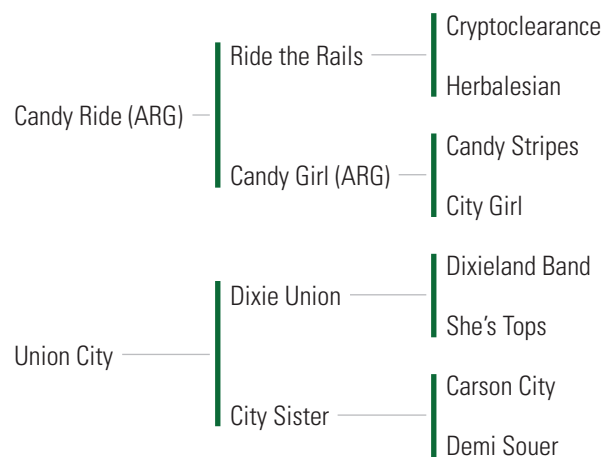 Cryptoclearance
Ride the Rails
Herbalesian
Candy Ride (ARG)
Candy Stripes
Candy Girl (ARG)
City Girl
Dixieland Band
Dixie Union
She's Tops
Union City
Carson City
City Sister
Demi Souer